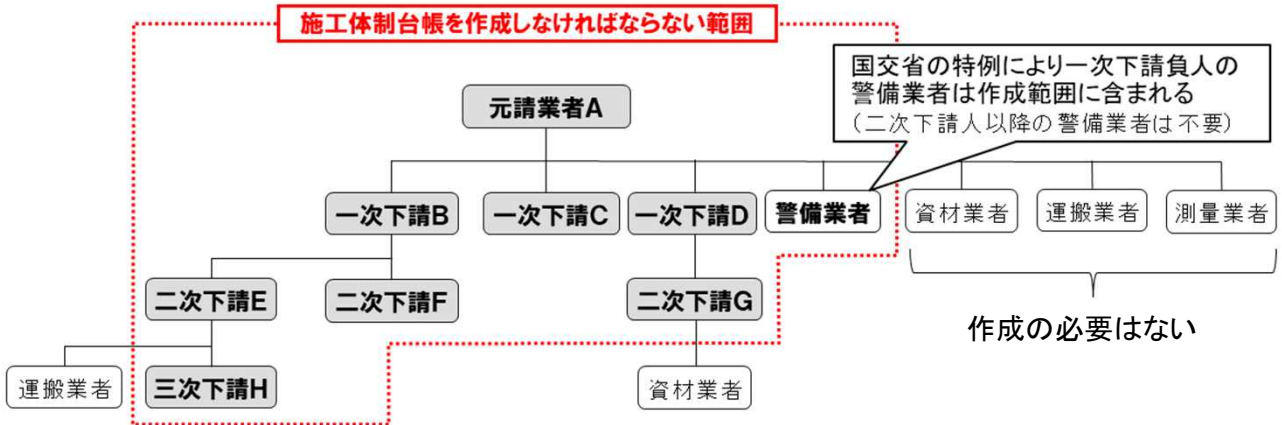 施工体制台帳を作成しなければならない範囲
国交省の特例により一次下請負人の
警備業者は作成範囲に含まれる
（二次下請人以降の警備業者は不要）
元請業者A
一次下請B
一次下請C
一次下請D
警備業者
資材業者
運搬業者
測量業者
二次下請E
二次下請F
二次下請G
作成の必要はない
運搬業者
三次下請H
資材業者